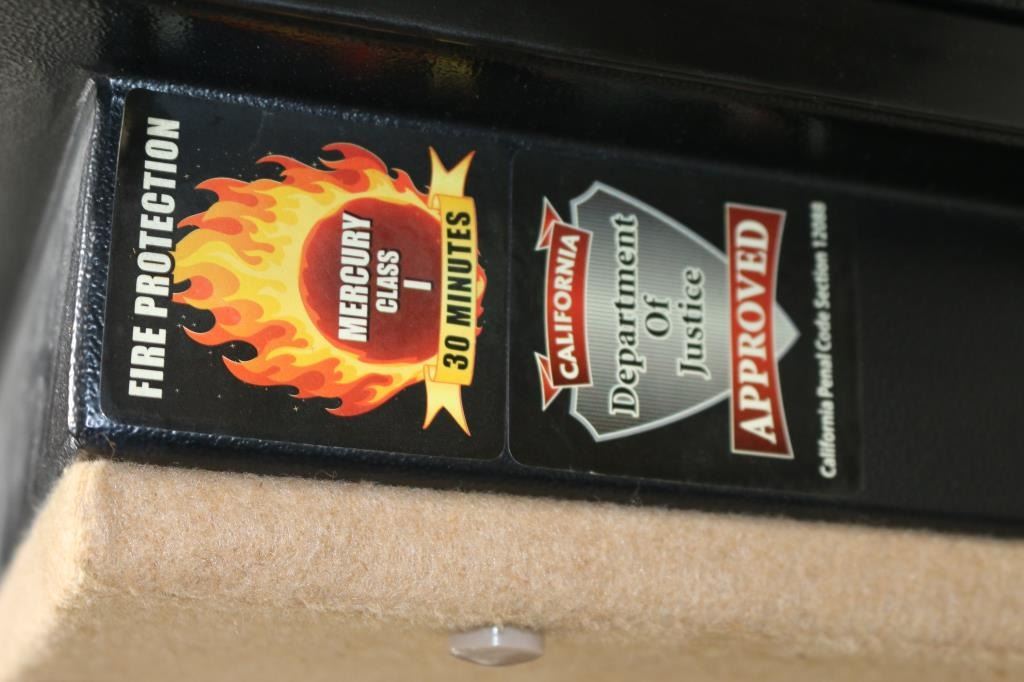 FIRE PROTECTION
MERCURY
CLASS
I
30 MINUTES
CALIFORNIA
Department
Of
Justice
APPROVED
California Penal Code Section 12088